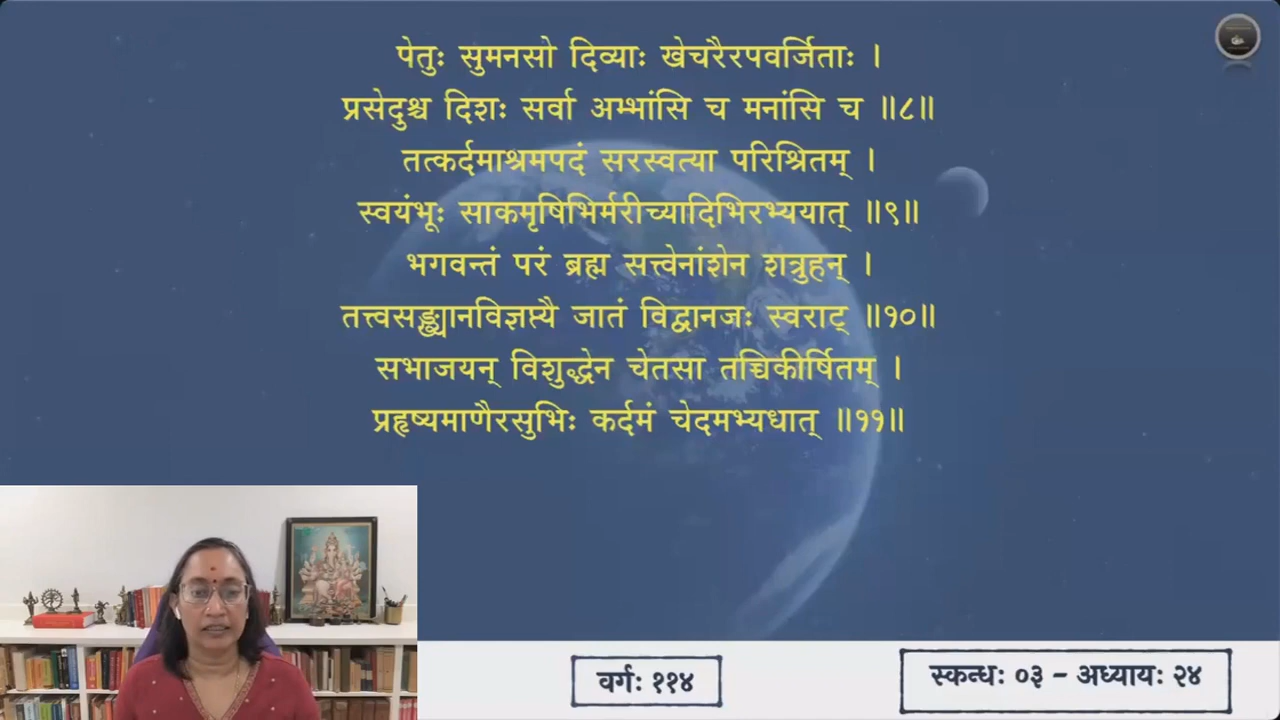 पेतुः सुमनसो दिव्याः खेचरैरपवर्जिताः ।
प्रसेदुश्च दिशः सर्वा अम्भांसि च मनांसि च ॥८॥
तत्कर्दमाश्रमपदं सरस्वत्या परिश्रितम् ।
स्वयंभूः साकमृषिभिर्मरीच्यादिभिरभ्ययात् ॥९॥
भगवन्तं परं ब्रह्म सत्त्वेनांशेन शत्रुहन् ।
तत्त्वसङ्ख्यानविज्ञप्त्यै जातं विद्वानजः स्वराट् ॥१०॥
सभाजयन् विशुद्धेन चेतसा तच्चिकीर्षितम् ।
प्रहृष्यमाणैरसुभिः कर्दमं चेदमभ्यधात् ॥११॥
वर्गः ११४
स्कन्धः ०३ - अध्यायः २४